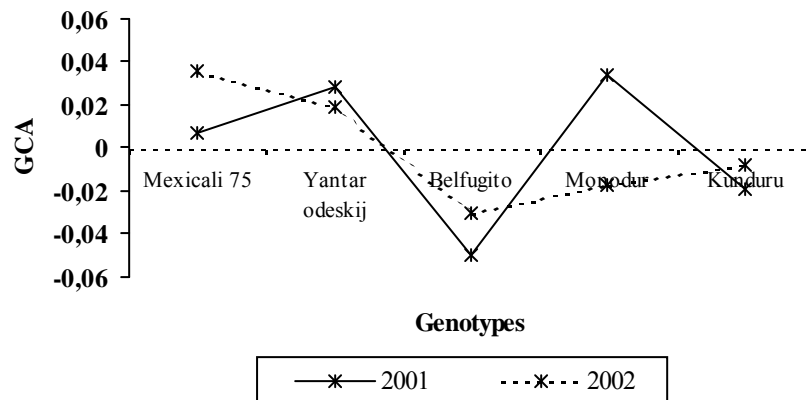 0,06
0,04
0,02
0
-0,02
-0,04
-0,06
GCA
Mexicali 75
Yantar
odeskij
Belfugito
Monodur
Kunduru
Genotypes
2001
2002